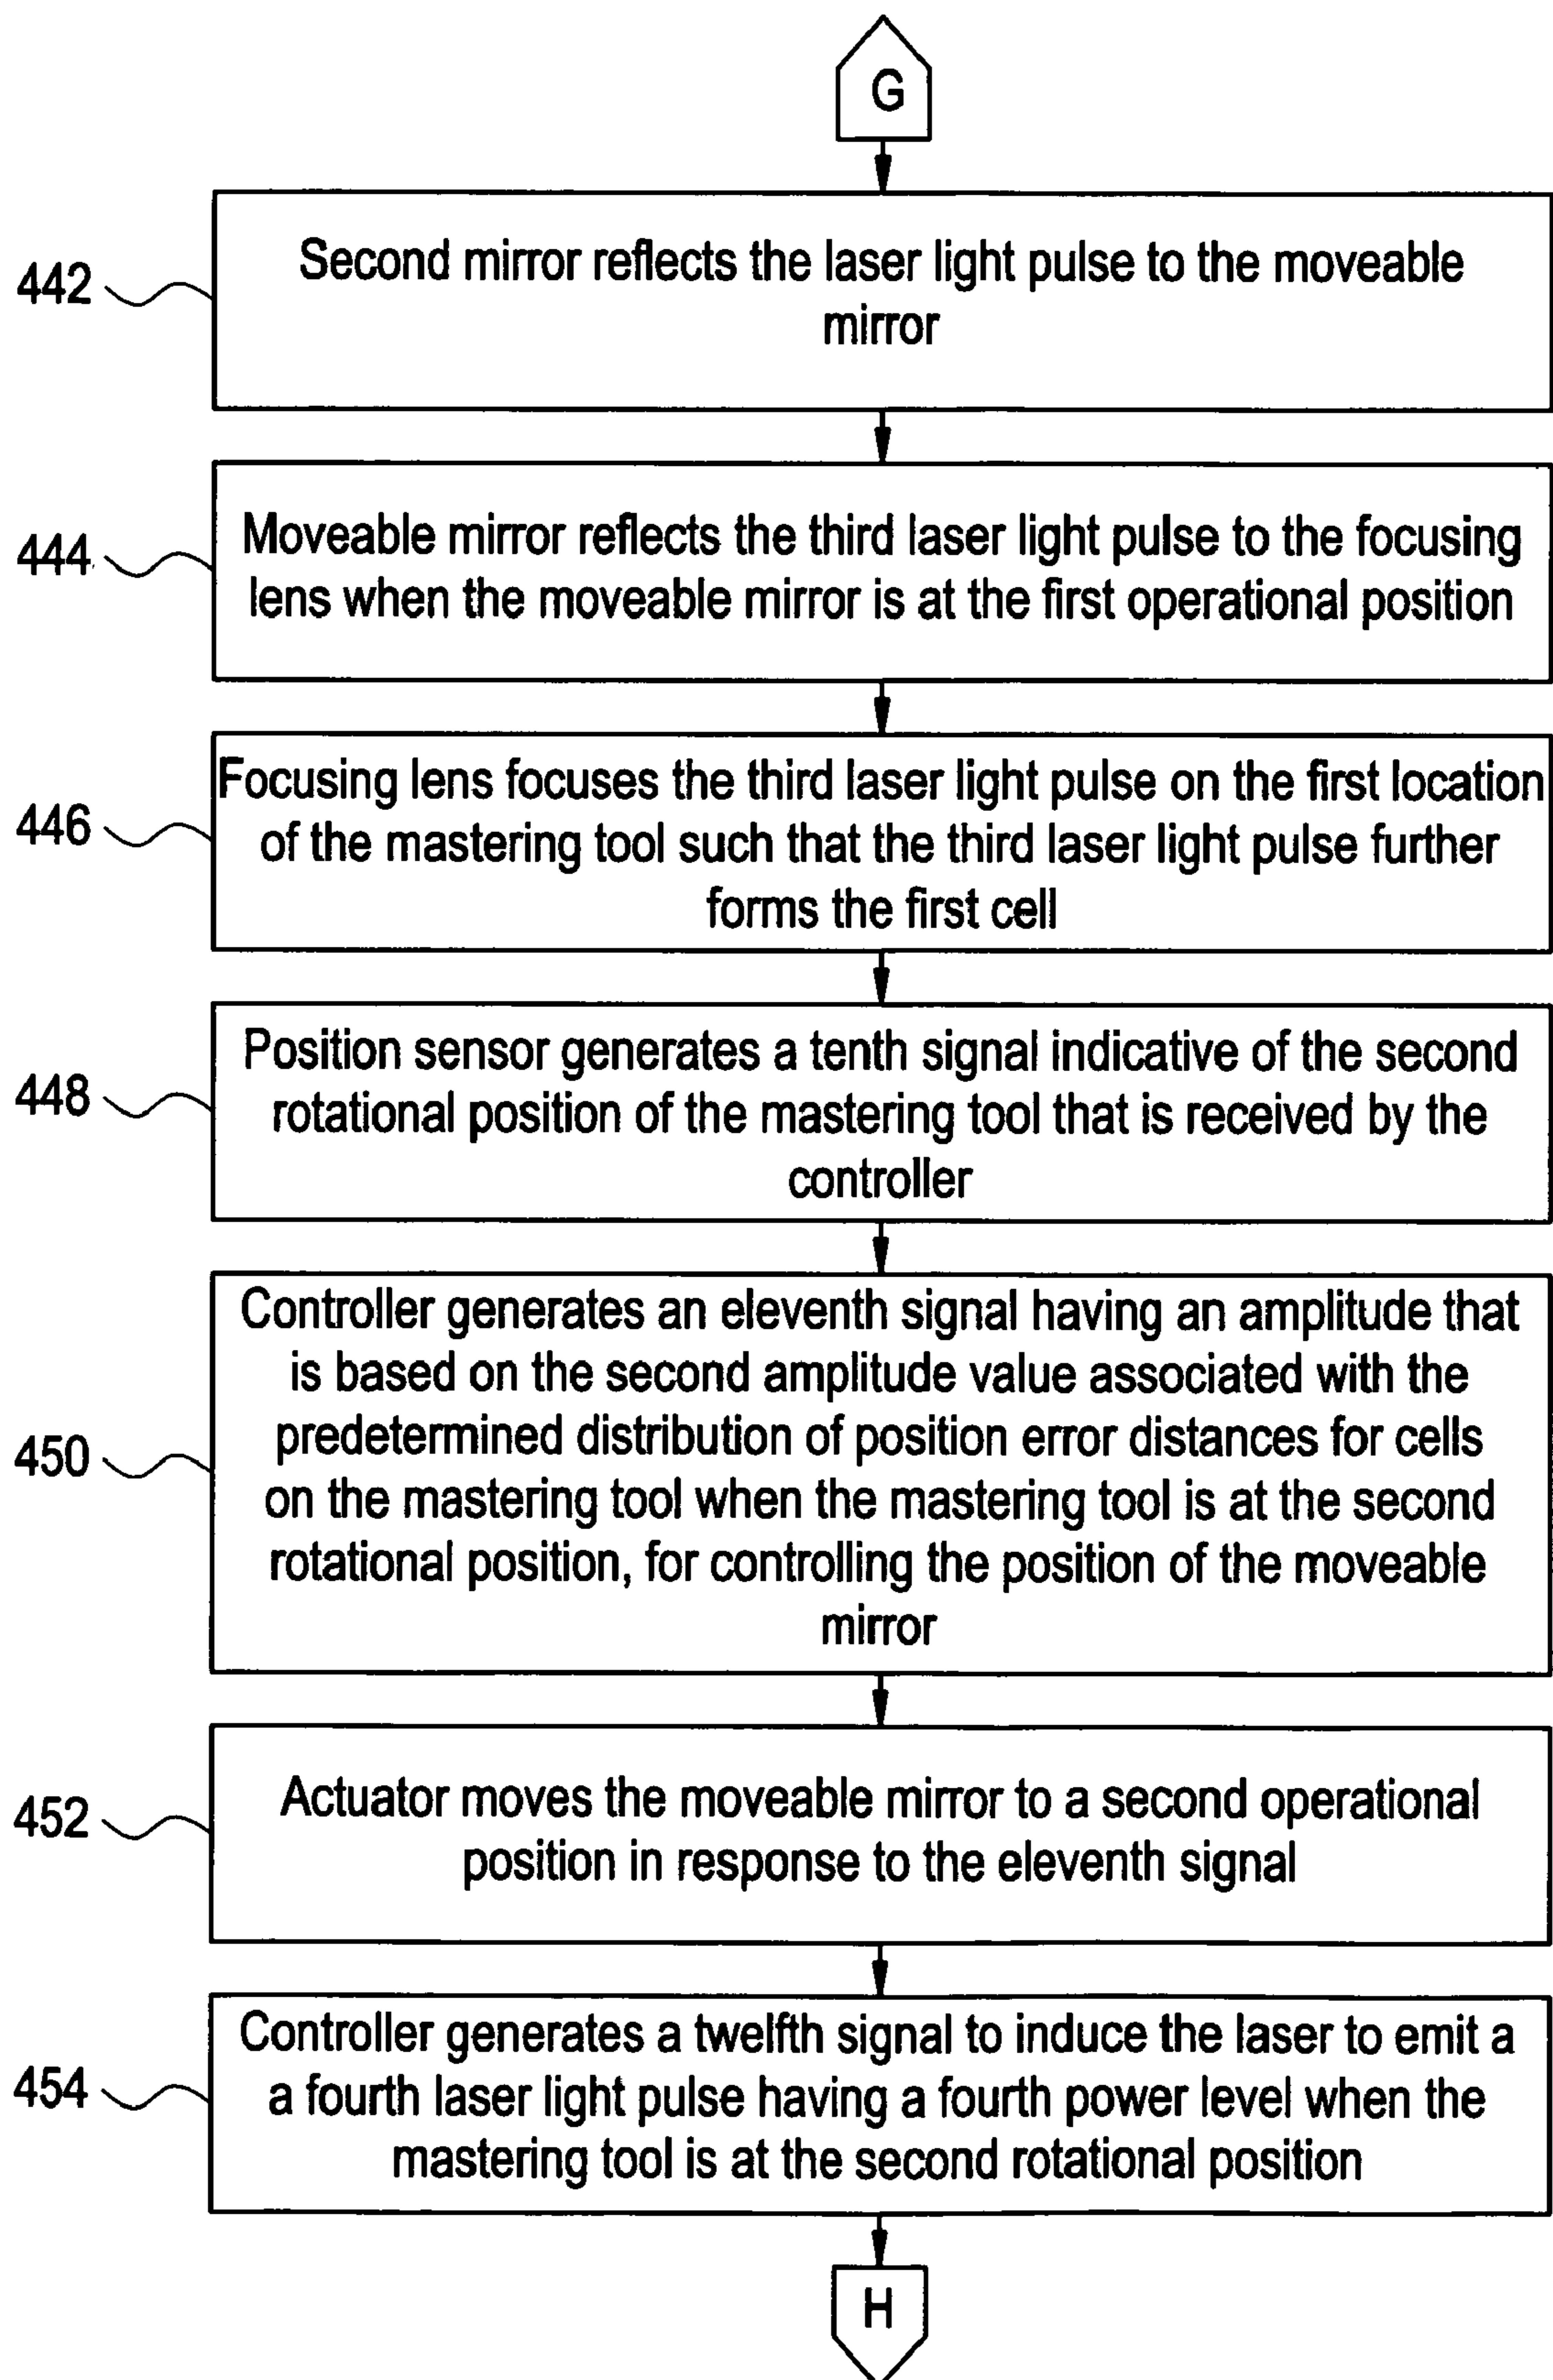 G
442
Second mirror reflects the laser light pulse to the moveable
mirror
444
Moveable mirror reflects the third laser light pulse to the focusing
lens when the moveable mirror is at the first operational position
446
Focusing lens focuses the third laser light pulse on the first location
of the mastering tool such that the third laser light pulse further
forms the first cell
448
Position sensor generates a tenth signal indicative of the second
rotational position of the mastering tool that is received by the
controller
450
Controller generates an eleventh signal having an amplitude that
is based on the second amplitude value associated with the
predetermined distribution of position error distances for cells
on the mastering tool when the mastering tool is at the second
rotational position, for controlling the position of the moveable
mirror
452
Actuator moves the moveable mirror to a second operational
position in response to the eleventh signal
454
Controller generates a twelfth signal to induce the laser to emit a
a fourth laser light pulse having a fourth power level when the
mastering tool is at the second rotational position
H